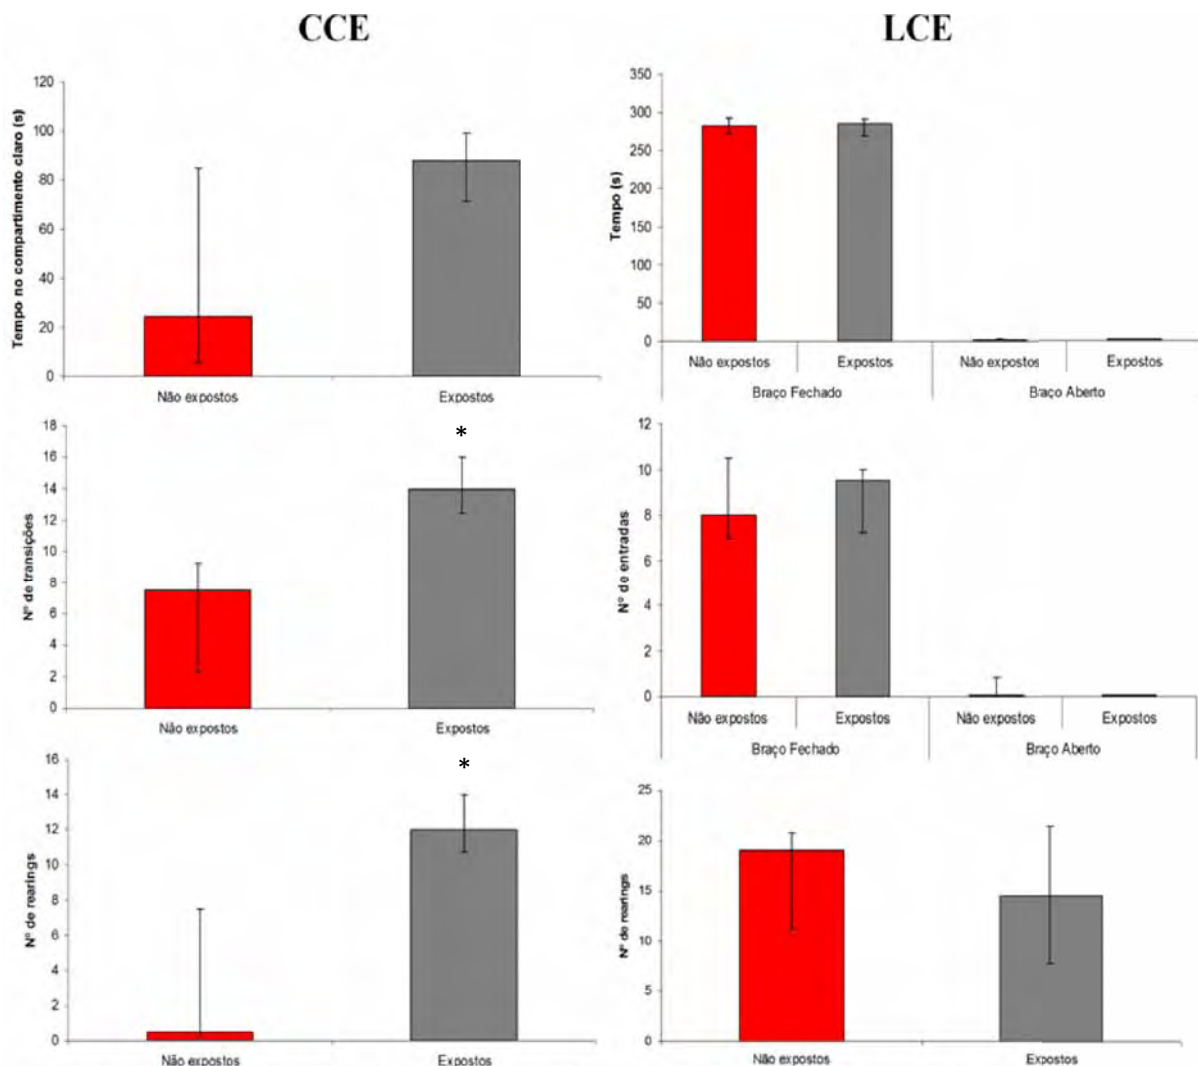 CCE
LCE
Tempo no compartimento claro (s)
120
100
80
60
40
20
0
Não expostos
Expostos
Tempo (s)
350
300
250
200
150
100
50
0
Não expostos
Expostos
Não expostos
Expostos
Braço Fechado
Braço Aberto
Nº de transições
18
16
14
12
10
8
6
4
2
0
*
Não expostos
Expostos
Nº de entradas
12
10
8
6
4
2
0
Não expostos
Expostos
Não expostos
Expostos
Braço Fechado
Braço Aberto
Nº de rearings
16
14
12
10
8
6
4
2
0
*
Não expostos
Expostos
Nº de rearings
25
20
15
10
5
0
Não expostos
Expostos